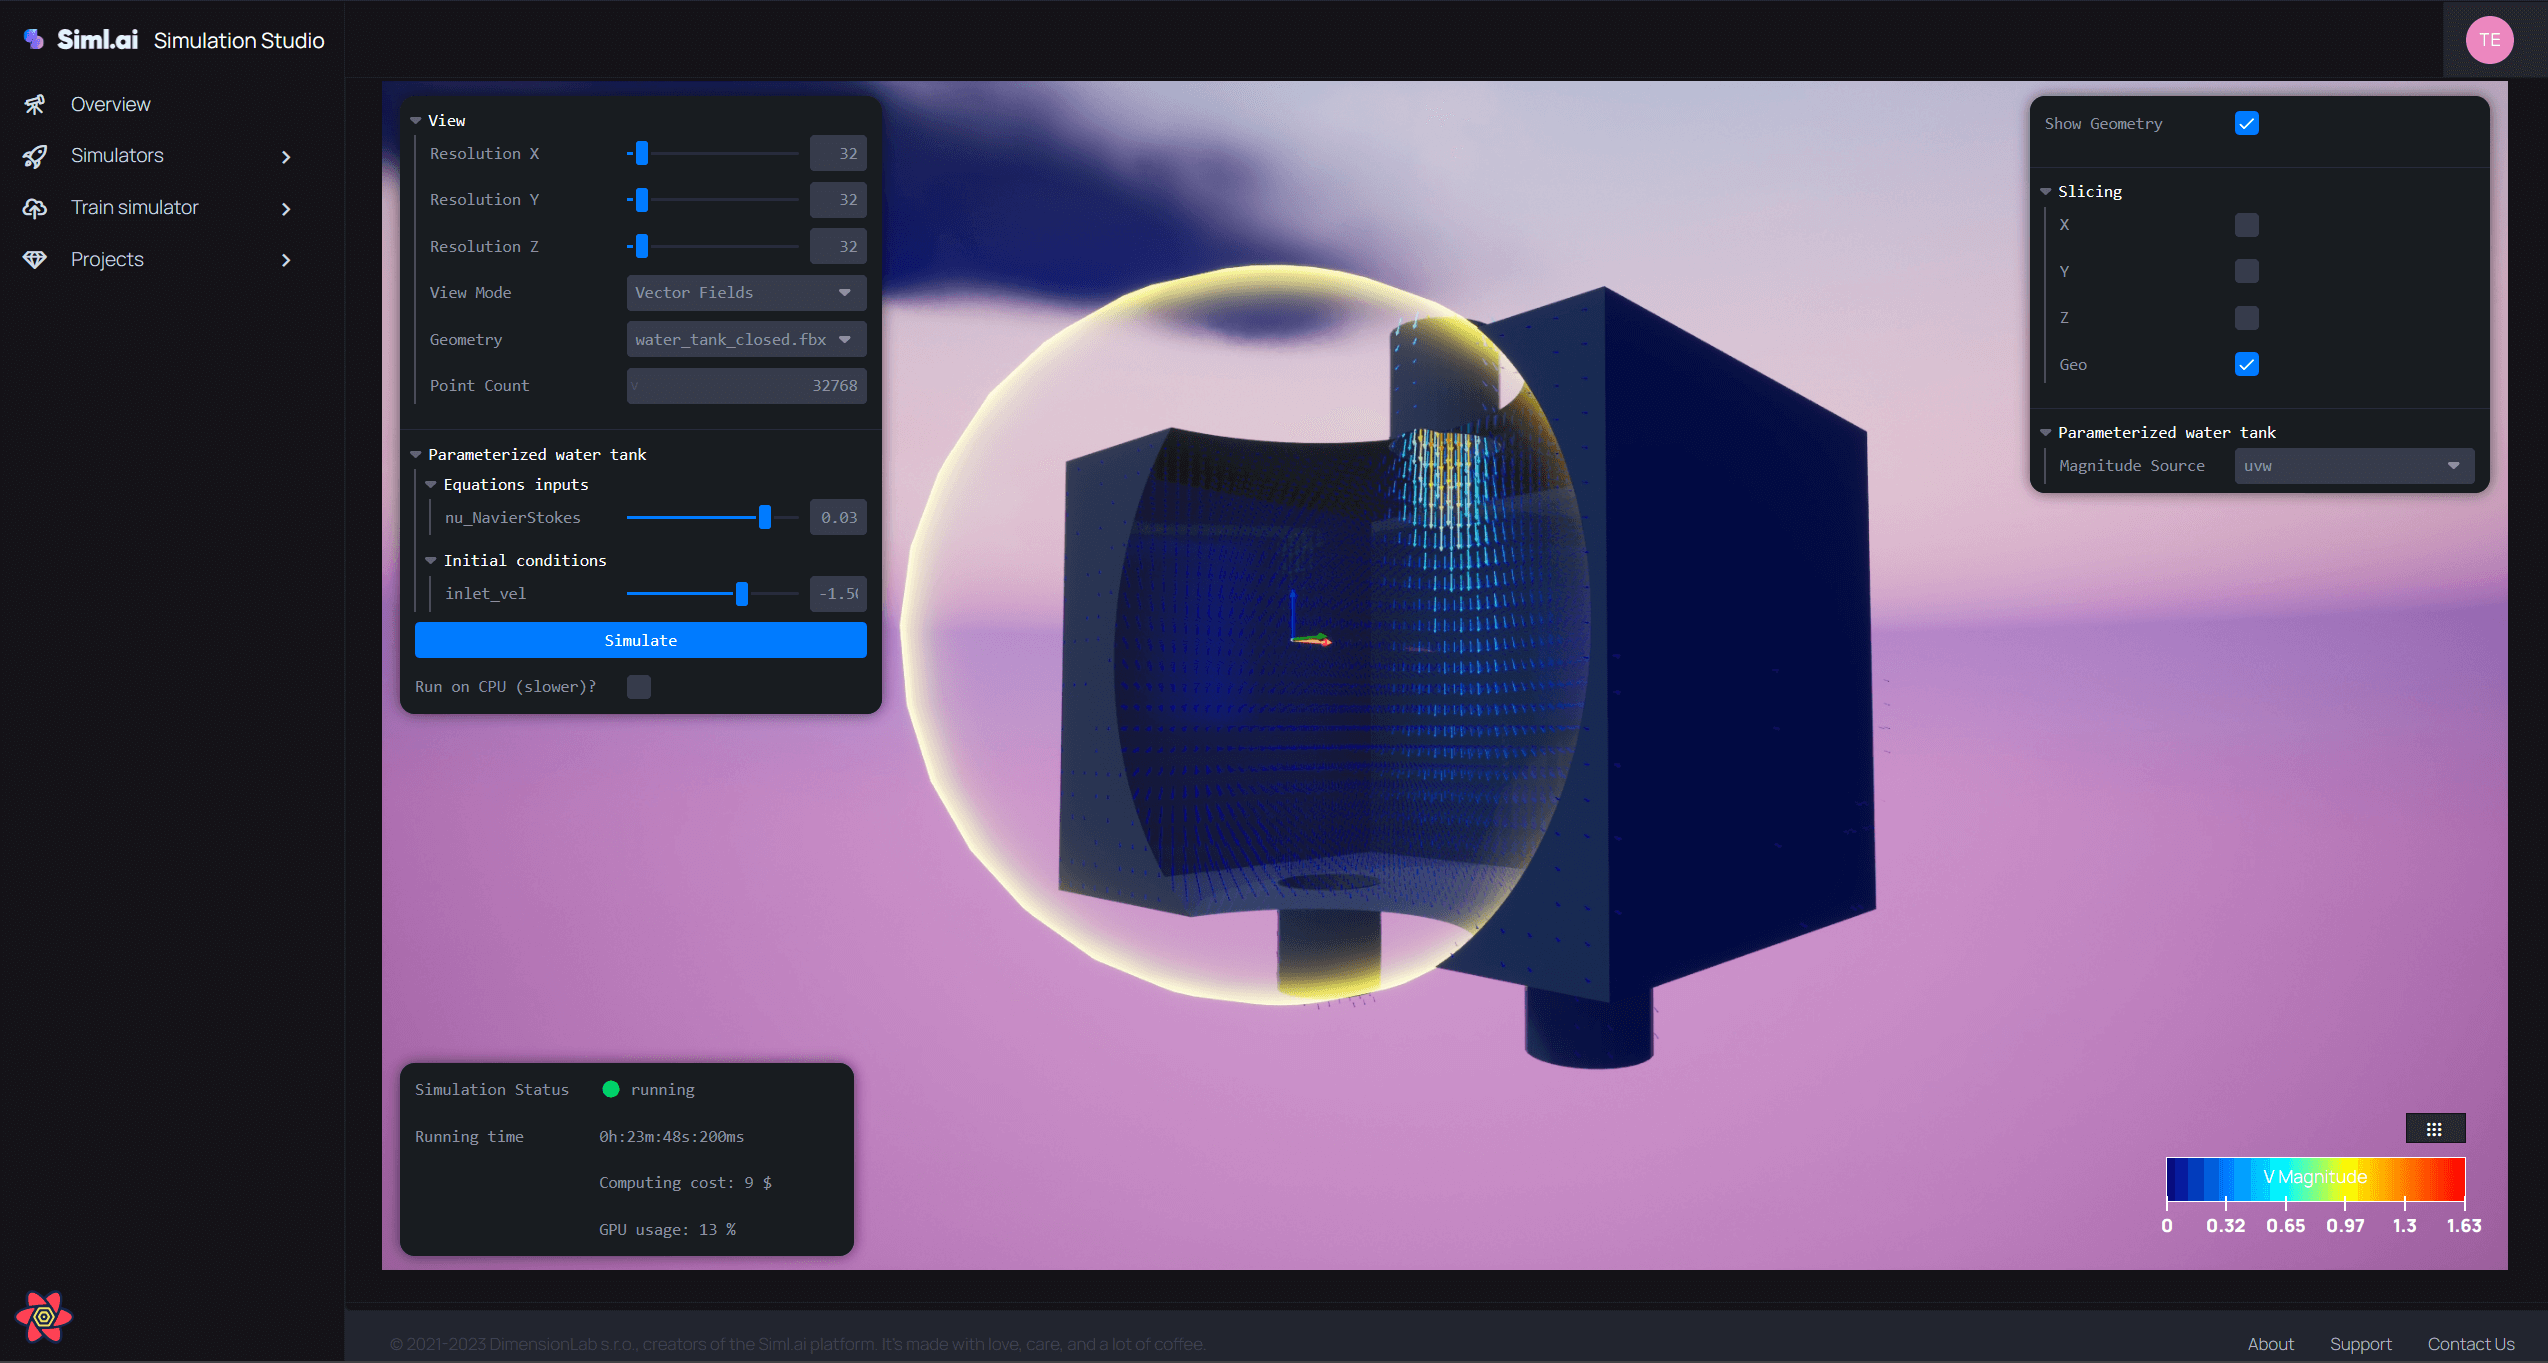 Siml.ai Simulation Studio
TE
Overview
Simulators
Train simulator
Projects
View
Resolution X 32
Resolution Y 32
Resolution Z 32
View Mode Vector Fields
Geometry water_tank_closed.fbx
Point Count v 32768
Parameterized water tank
Equations inputs
nu_NavierStokes 0.03
Initial conditions
inlet_vel -1.50
Simulate
Run on CPU (slower)?
Show Geometry
Slicing
X
Y
Z
Geo
Parameterized water tank
Magnitude Source uvw
Simulation Status running
Running time 0h:23m:48s:200ms
Computing cost: 9 $
GPU usage: 13 %
V Magnitude
0 0.32 0.65 0.97 1.3 1.63
© 2021-2023 DimensionLab s.r.o., creators of the Siml.ai platform. It's made with love, care, and a lot of coffee.
About Support Contact Us